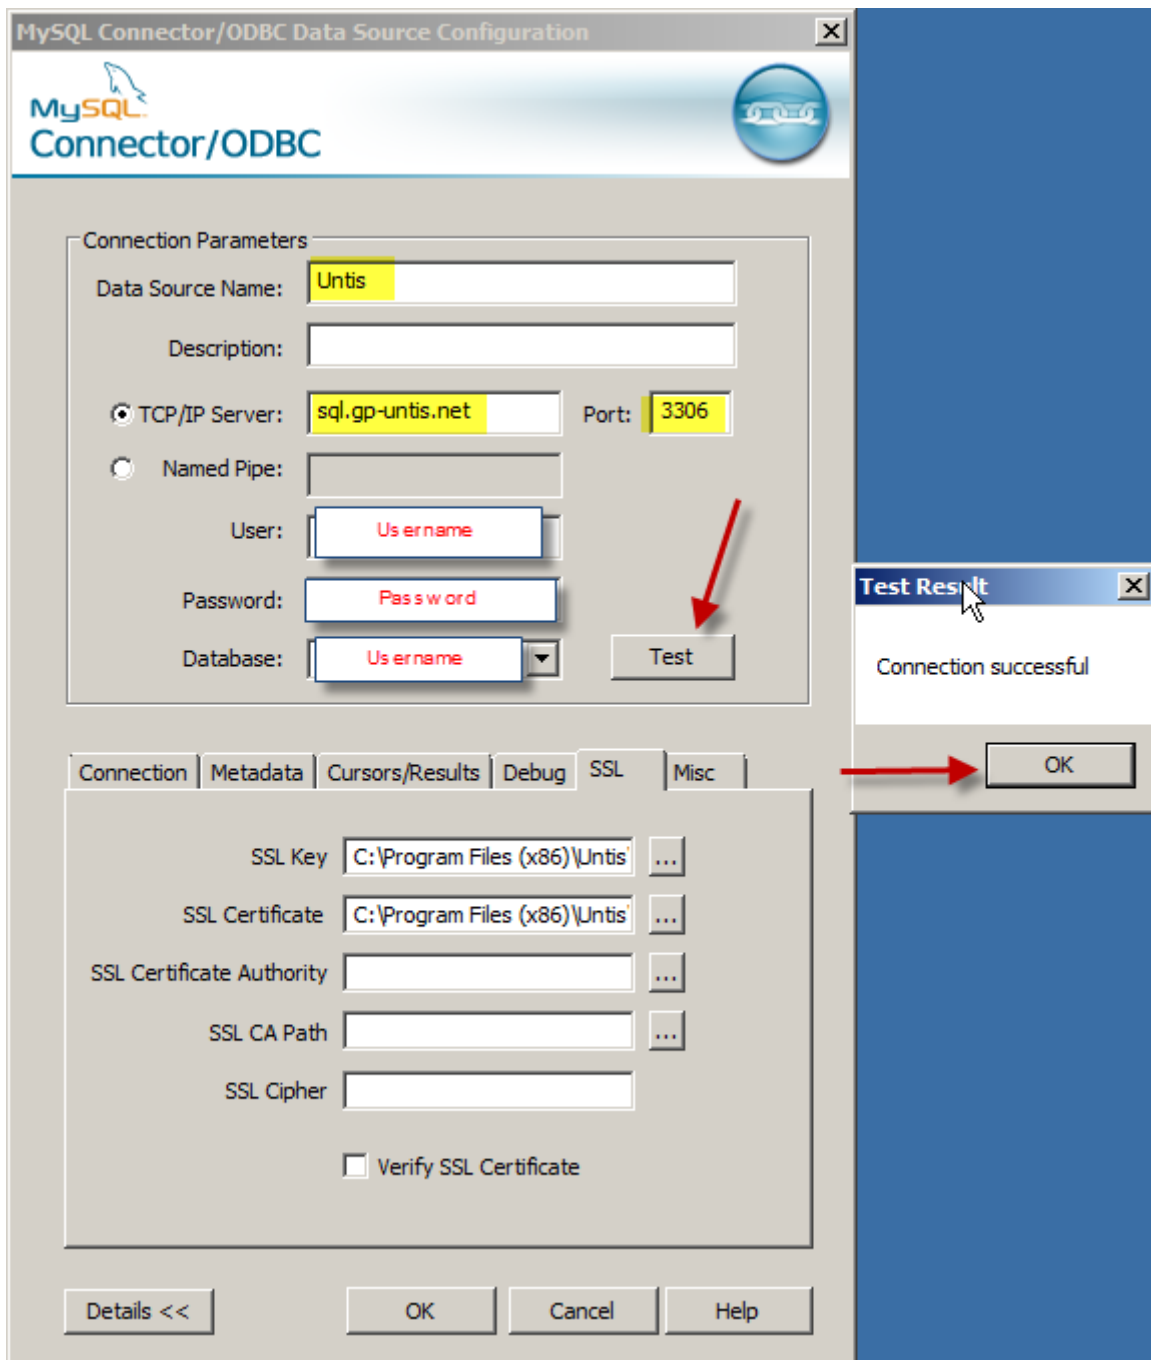 MySQL Connector/ODBC Data Source Configuration
MySQL
Connector/ODBC
Connection Parameters
Data Source Name: Untis
Description:
TCP/IP Server: sql.gp-untis.net Port: 3306
Named Pipe:
User: Username
Password: Password
Database: Username Test
Test Result
Connection successful
OK
Connection Metadata Cursors/Results Debug SSL Misc
SSL Key C:\Program Files (x86)\Untis\ ...
SSL Certificate C:\Program Files (x86)\Untis\ ...
SSL Certificate Authority ...
SSL CA Path ...
SSL Cipher
Verify SSL Certificate
Details << OK Cancel Help